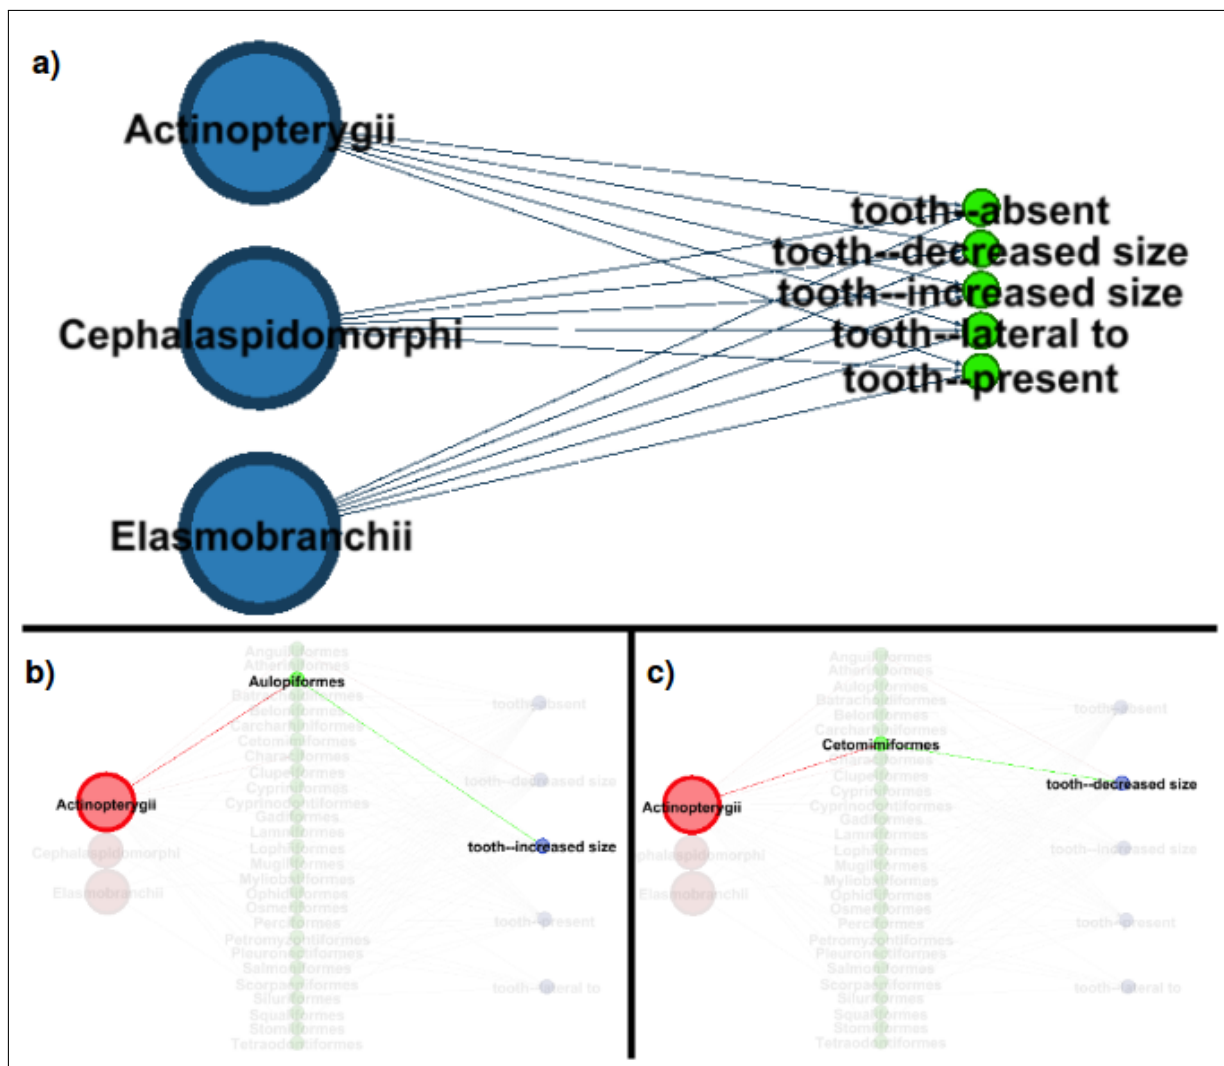 a)
Actinopterygii
Cephalaspidomorphi
Elasmobranchii
tooth--absent
tooth--decreased size
tooth--increased size
tooth--lateral to
tooth--present
b)
Anguilliformes
Atheriniformes
Aulopiformes
Batrachoidiformes
Beloniformes
Carcharhiniformes
Cetomimiformes
Characiformes
Clupeiformes
Cypriniformes
Cyprinodontiformes
Gadiformes
Lamniformes
Lophiiformes
Mugiliformes
Myliobatiformes
Ophidiiformes
Osmeriformes
Perciformes
Petromyzontiformes
Pleuronectiformes
Salmoniformes
Scorpaeniformes
Siluriformes
Squaliformes
Stomiiformes
Tetraodontiformes
Actinopterygii
Cephalaspidomorphi
Elasmobranchii
tooth--absent
tooth--decreased size
tooth--increased size
tooth--present
tooth--lateral to
c)
Anguilliformes
Atheriniformes
Aulopiformes
Batrachoidiformes
Beloniformes
Carcharhiniformes
Cetomimiformes
Characiformes
Clupeiformes
Cypriniformes
Cyprinodontiformes
Gadiformes
Lamniformes
Lophiiformes
Mugiliformes
Myliobatiformes
Ophidiiformes
Osmeriformes
Perciformes
Petromyzontiformes
Pleuronectiformes
Salmoniformes
Scorpaeniformes
Siluriformes
Squaliformes
Stomiiformes
Tetraodontiformes
Actinopterygii
phalaspidomorphi
Elasmobranchii
tooth--absent
tooth--decreased size
tooth--increased size
tooth--present
tooth--lateral to